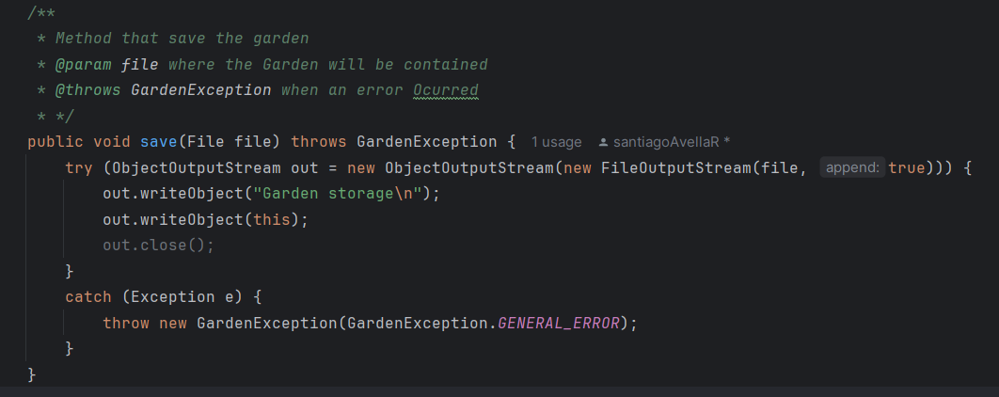 /**
 * Method that save the garden
 * @param file where the Garden will be contained
 * @throws GardenException when an error Ocurred
 * */
public void save(File file) throws GardenException {  1 usage  santiagoAvellaR *
    try (ObjectOutputStream out = new ObjectOutputStream(new FileOutputStream(file, append: true))) {
        out.writeObject("Garden storage\n");
        out.writeObject(this);
        out.close();
    }
    catch (Exception e) {
        throw new GardenException(GardenException.GENERAL_ERROR);
    }
}